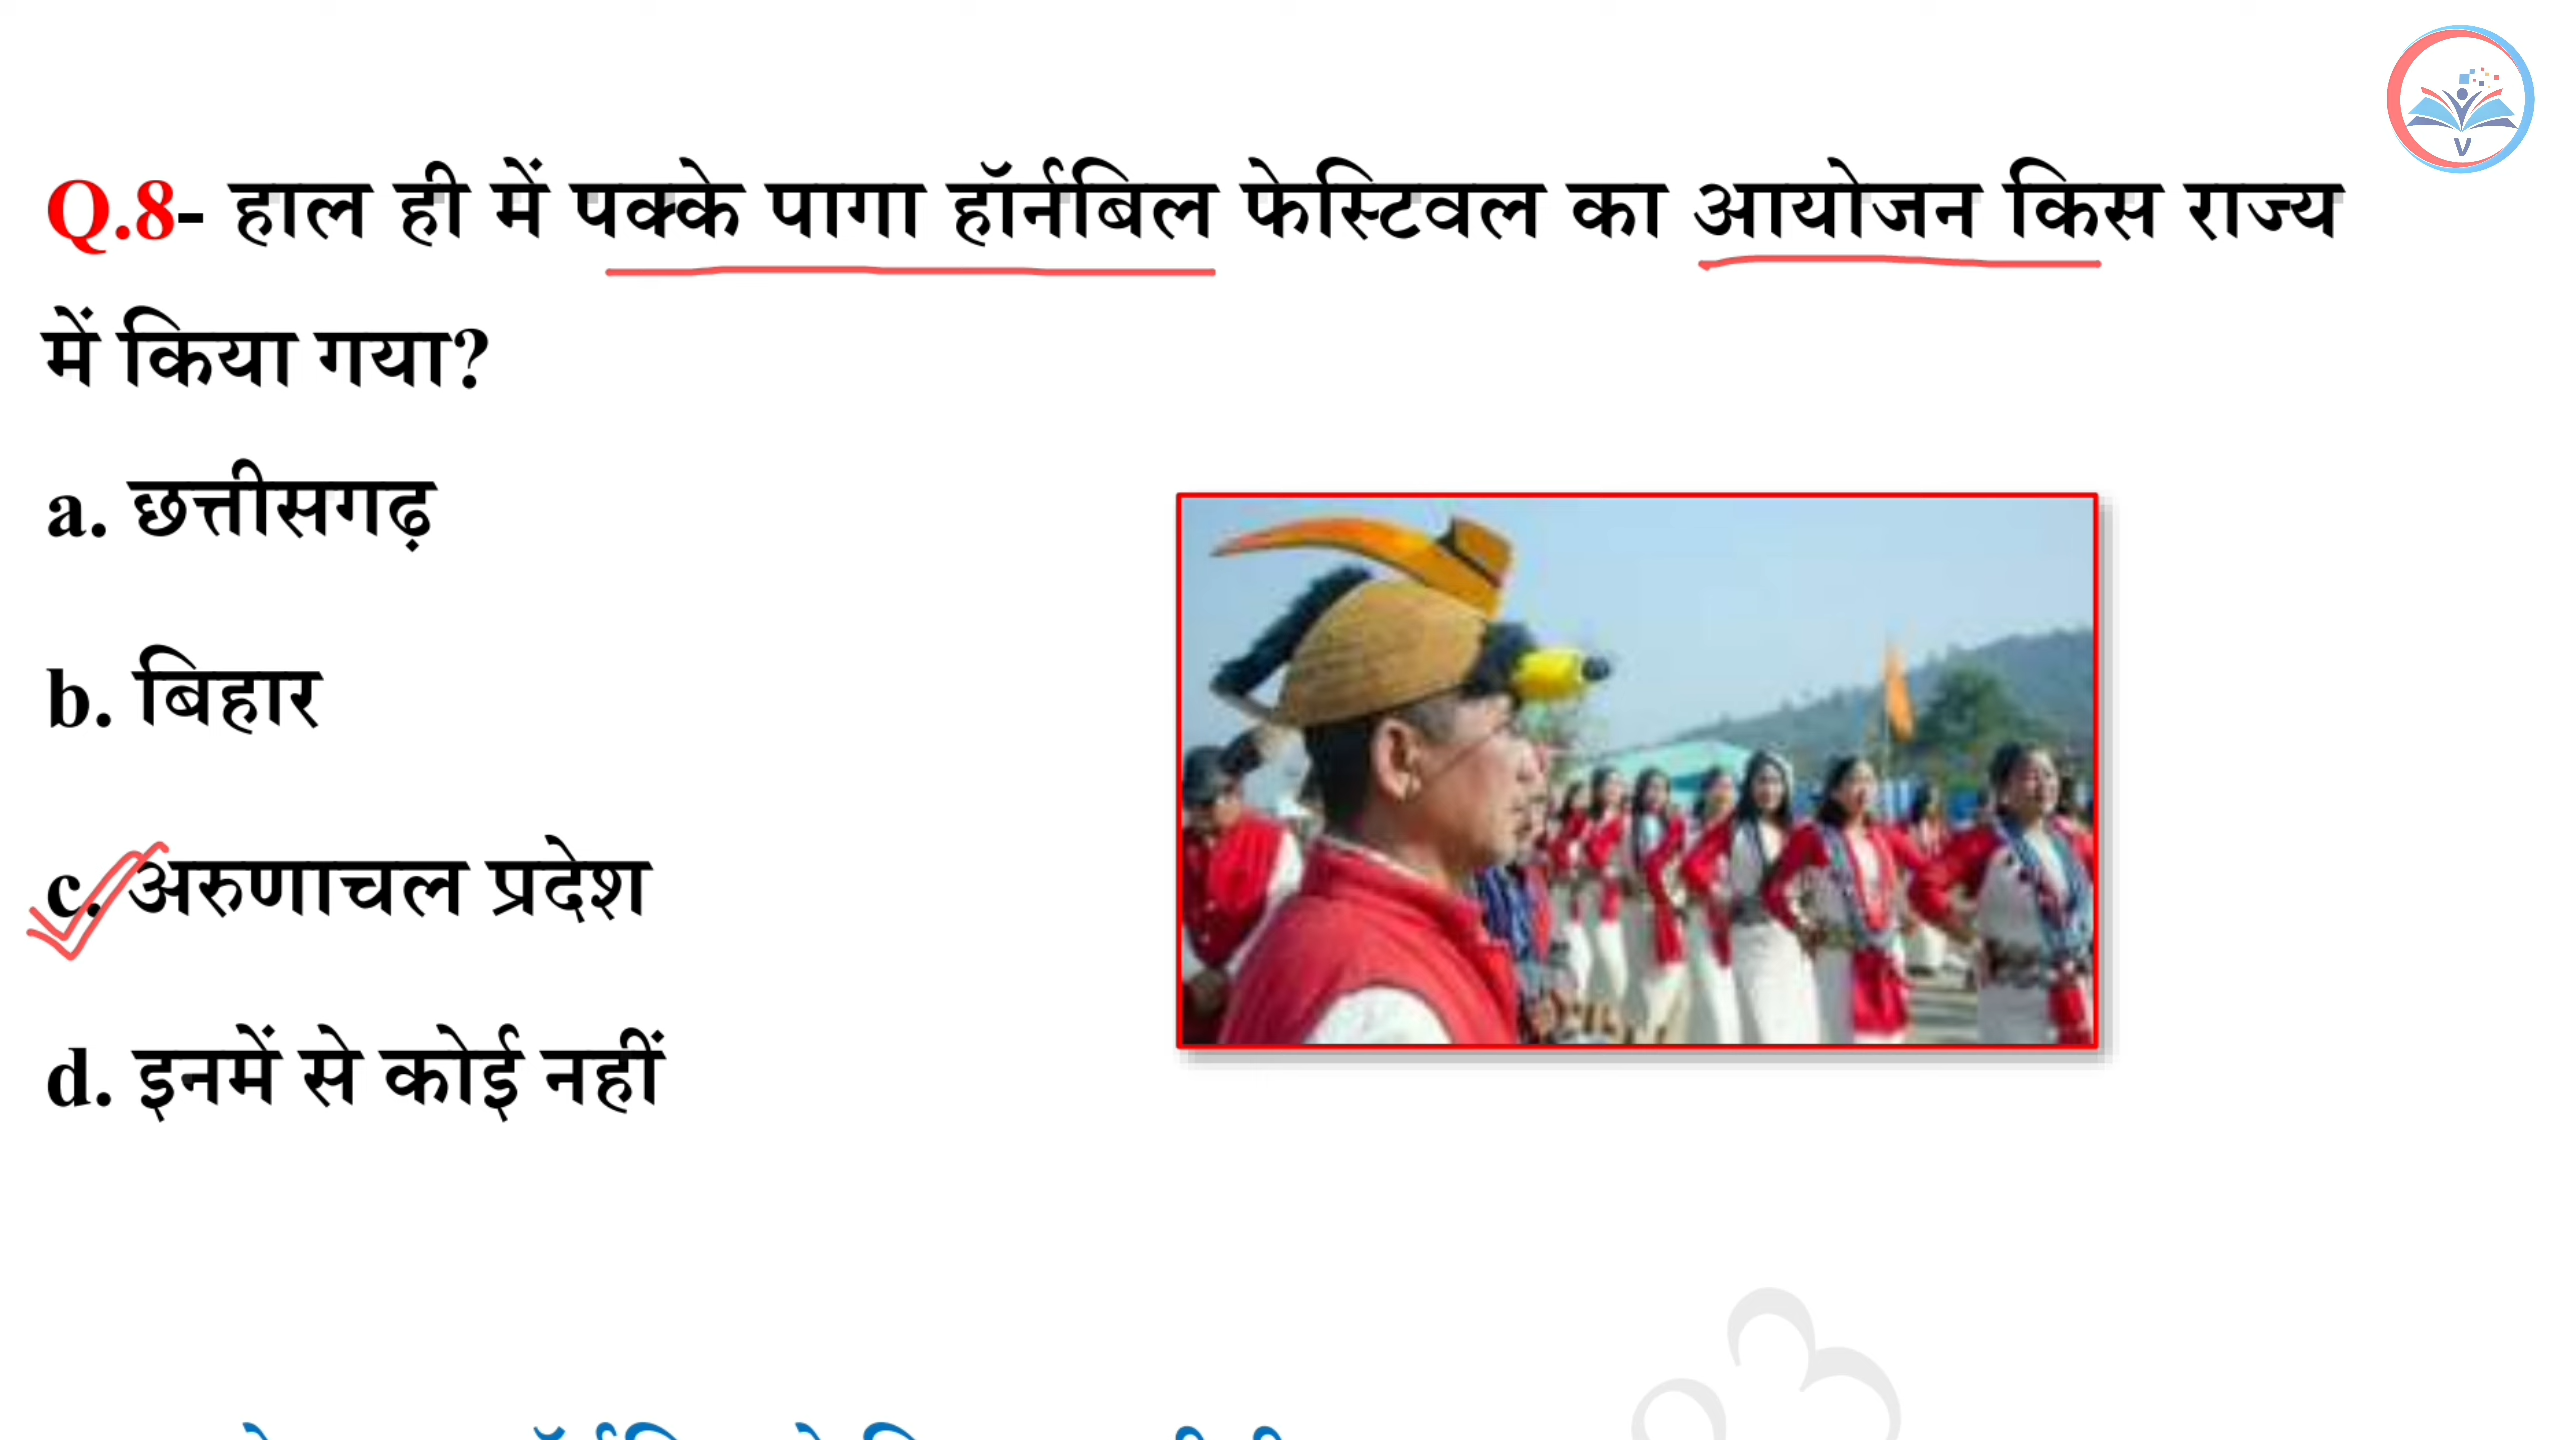 V
Q.8- हाल ही में पक्के पागा हॉर्नबिल फेस्टिवल का आयोजन किस राज्य
में किया गया?
a. छत्तीसगढ़
b. बिहार
c. अरुणाचल प्रदेश
d. इनमें से कोई नहीं